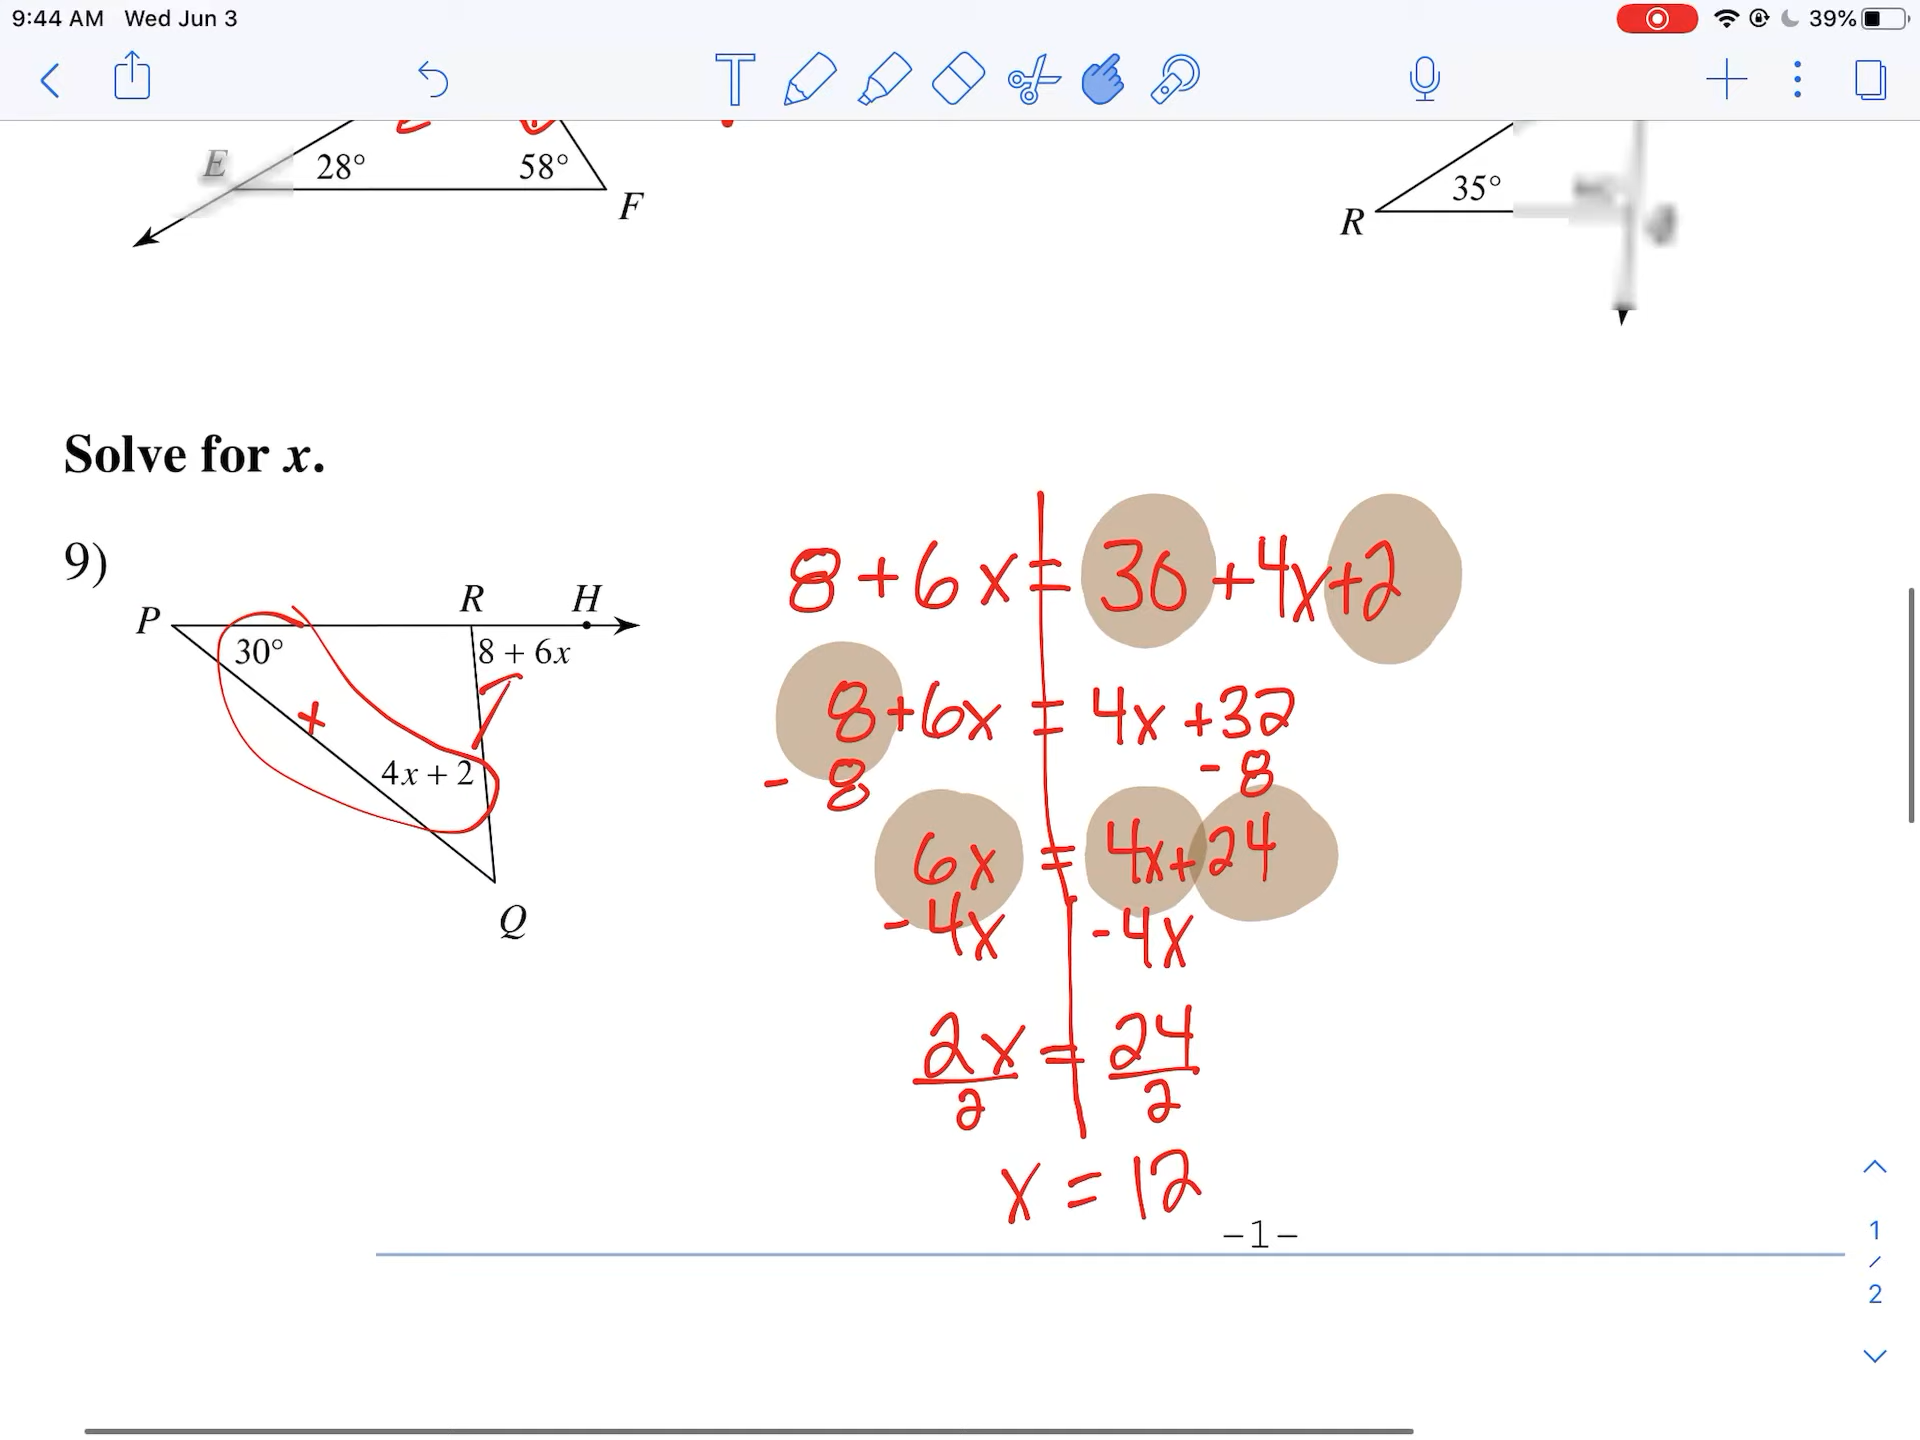 9:44 AM Wed Jun 3
39%
T
E
28°
58°
F
R
35°
Solve for x.
9)
P
R
H
30°
8 + 6x
+
4x + 2
Q
8 + 6x = 30 + 4x + 2
8 + 6x = 4x + 32
- 8 - 8
6x = 4x + 24
- 4x - 4x
2x = 24
2 2
x = 12
-1-
1
/
2